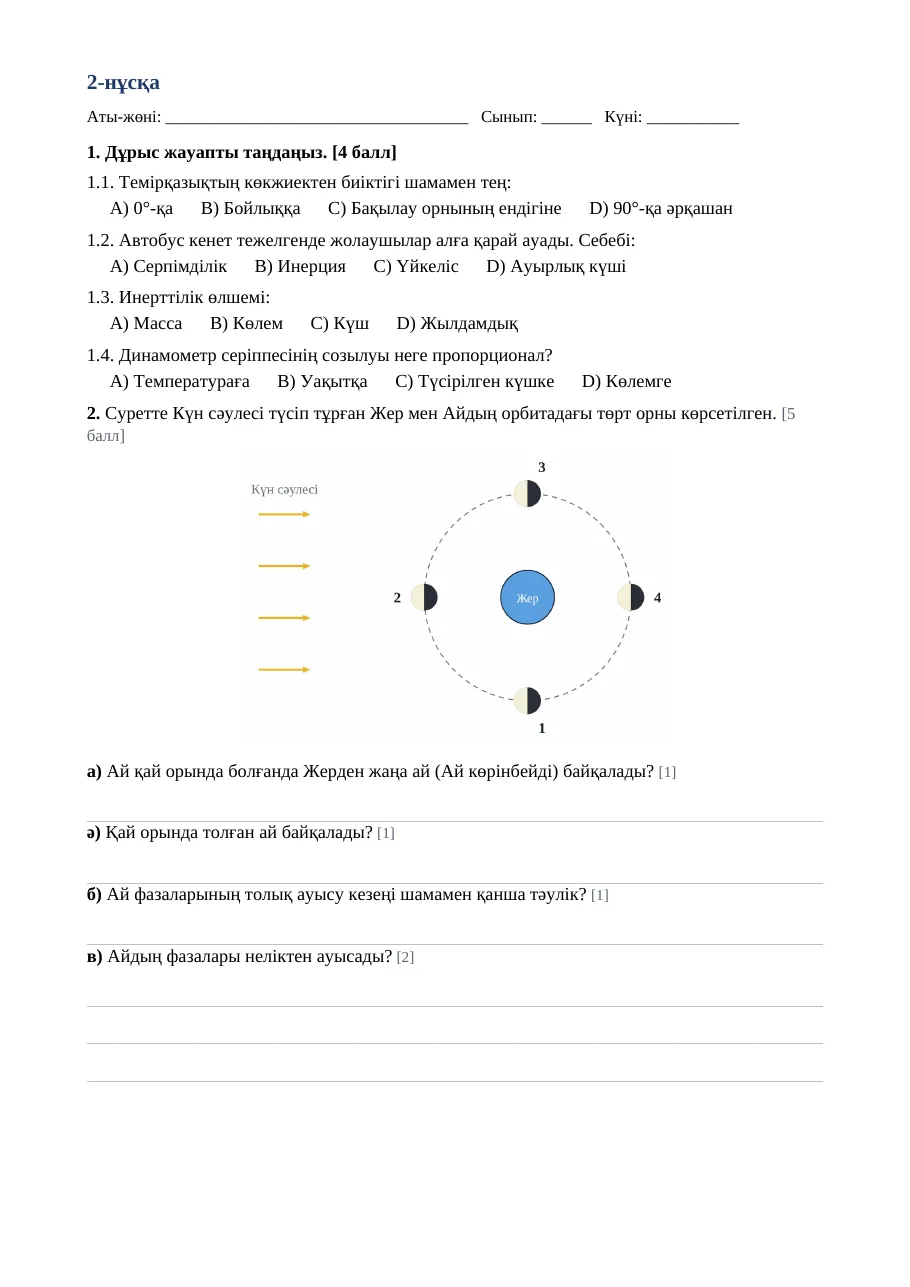 2-нұсқа
Аты-жөні: ____________________________________ Сынып: ______ Күні: ___________
1. Дұрыс жауапты таңдаңыз. [4 балл]
1.1. Темірқазықтың көкжиектен биіктігі шамамен тең:
A) 0°-қа B) Бойлыққа C) Бақылау орнының ендігіне D) 90°-қа әрқашан
1.2. Автобус кенет тежелгенде жолаушылар алға қарай ауады. Себебі:
A) Серпімділік B) Инерция C) Үйкеліс D) Ауырлық күші
1.3. Инерттілік өлшемі:
A) Масса B) Көлем C) Күш D) Жылдамдық
1.4. Динамометр серіппесінің созылуы неге пропорционал?
A) Температураға B) Уақытқа C) Түсірілген күшке D) Көлемге
2. Суретте Күн сәулесі түсіп тұрған Жер мен Айдың орбитадағы төрт орны көрсетілген. [5
балл]
3
Күн сәулесі
2
Жер
4
1
а) Ай қай орында болғанда Жерден жаңа ай (Ай көрінбейді) байқалады? [1]
ә) Қай орында толған ай байқалады? [1]
б) Ай фазаларының толық ауысу кезеңі шамамен қанша тәулік? [1]
в) Айдың фазалары неліктен ауысады? [2]